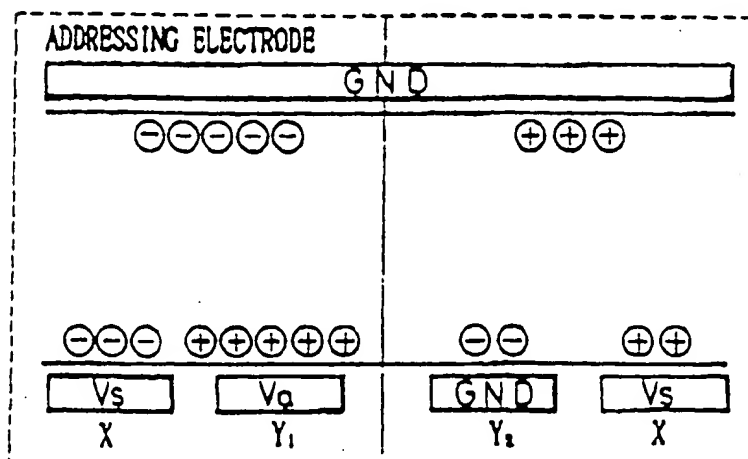 ADDRESSING ELECTRODE
GND
⊖⊖⊖⊖⊖ ⊕⊕⊕
⊖⊖⊖ ⊕⊕⊕⊕⊕ ⊖⊖ ⊕⊕
Vs Va GND Vs
X Y₁ Y₂ X